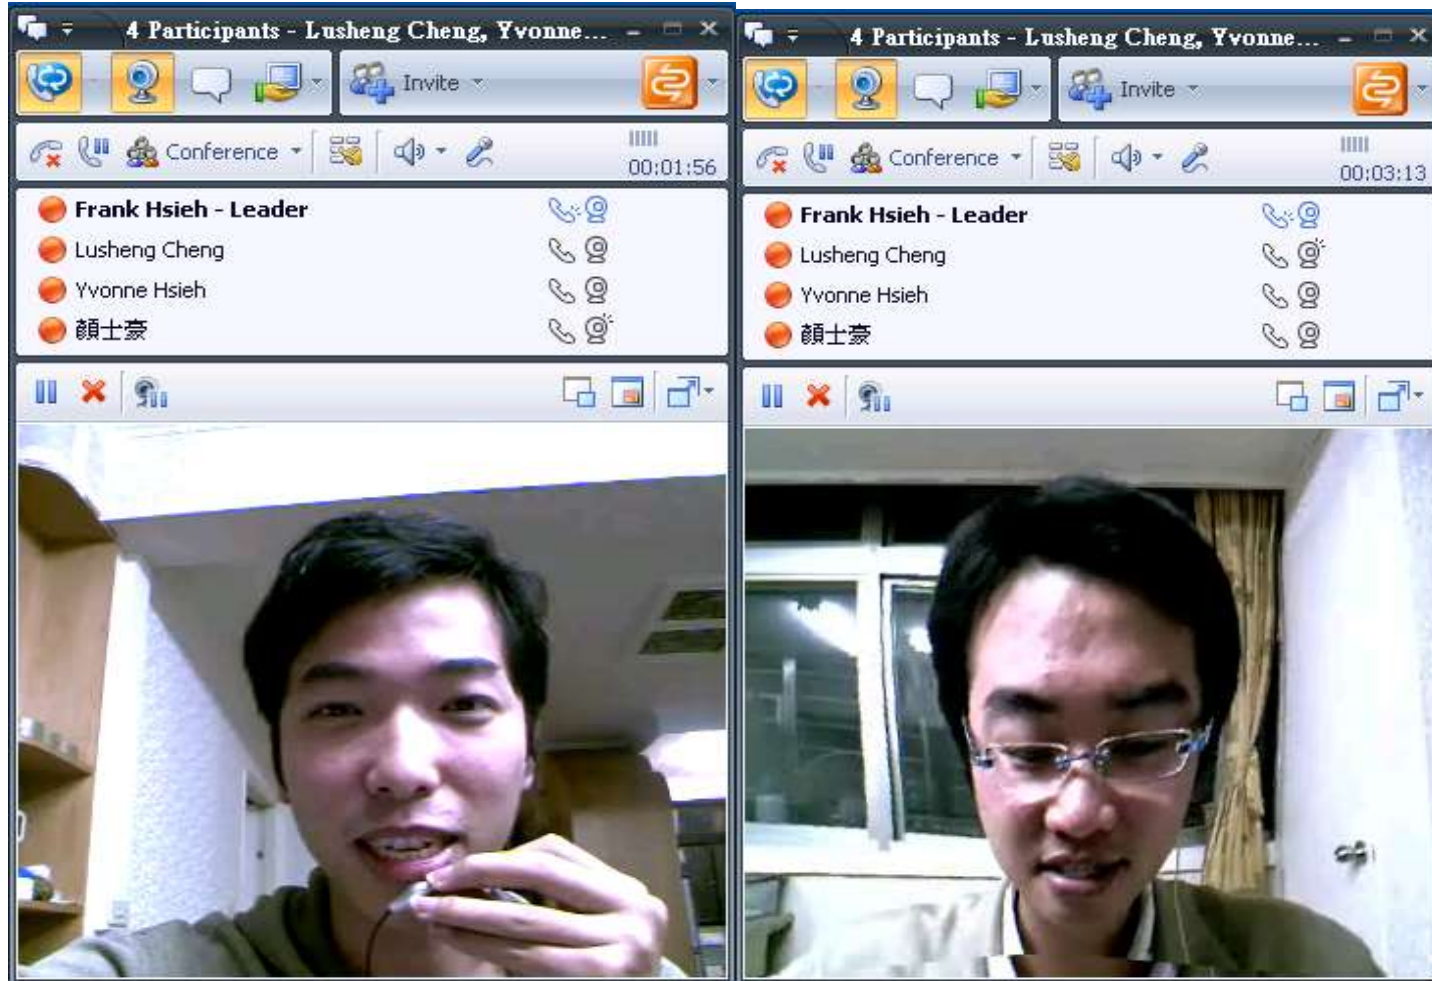 4 Participants - Lusheng Cheng, Yvonne...
Invite
Conference
00:01:56
Frank Hsieh - Leader
Lusheng Cheng
Yvonne Hsieh
顏士豪
4 Participants - Lusheng Cheng, Yvonne...
Invite
Conference
00:03:13
Frank Hsieh - Leader
Lusheng Cheng
Yvonne Hsieh
顏士豪